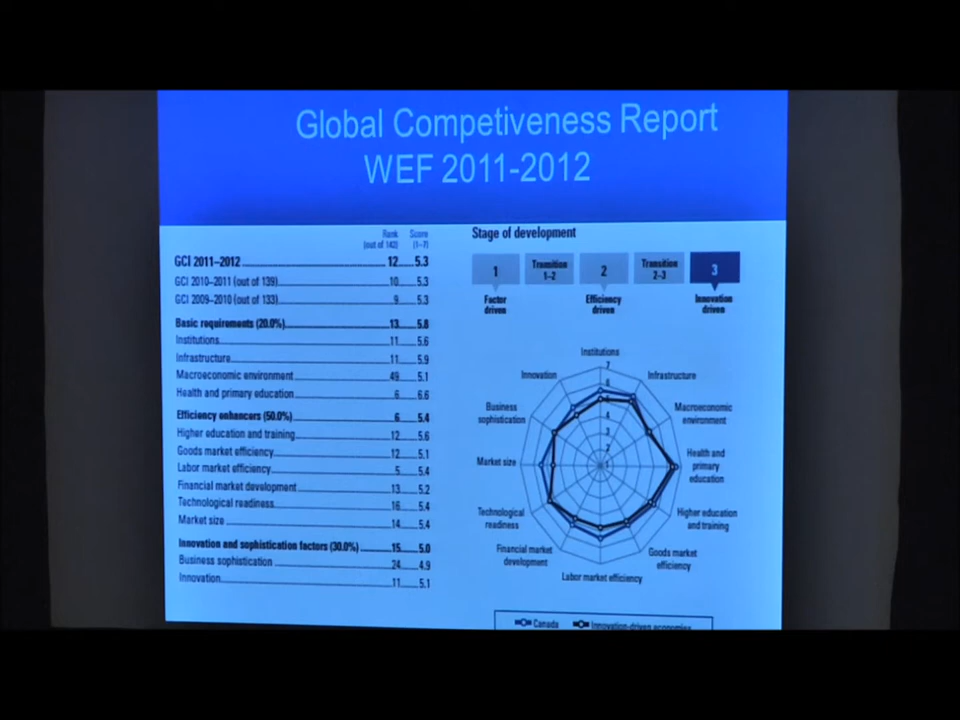 Global Competiveness Report
WEF 2011-2012
Rank Score
(out of 142) (1–7)
GCI 2011–2012 12 5.3
GCI 2010–2011 (out of 139) 10 5.3
GCI 2009–2010 (out of 133) 9 5.3
Basic requirements (20.0%) 13 5.8
Institutions 11 5.6
Infrastructure 11 5.9
Macroeconomic environment 49 5.1
Health and primary education 6 6.6
Efficiency enhancers (50.0%) 6 5.4
Higher education and training 12 5.6
Goods market efficiency 12 5.1
Labor market efficiency 5 5.4
Financial market development 13 5.2
Technological readiness 16 5.4
Market size 14 5.4
Innovation and sophistication factors (30.0%) 15 5.0
Business sophistication 24 4.9
Innovation 11 5.1
Stage of development
1
Transition
1–2
2
Transition
2–3
3
Factor
driven
Efficiency
driven
Innovation
driven
Institutions
Infrastructure
Macroeconomic
environment
Health and
primary
education
Higher education
and training
Goods market
efficiency
Labor market efficiency
Financial market
development
Technological
readiness
Market size
Business
sophistication
Innovation
7
6
5
4
3
2
1
Canada Innovation-driven economies